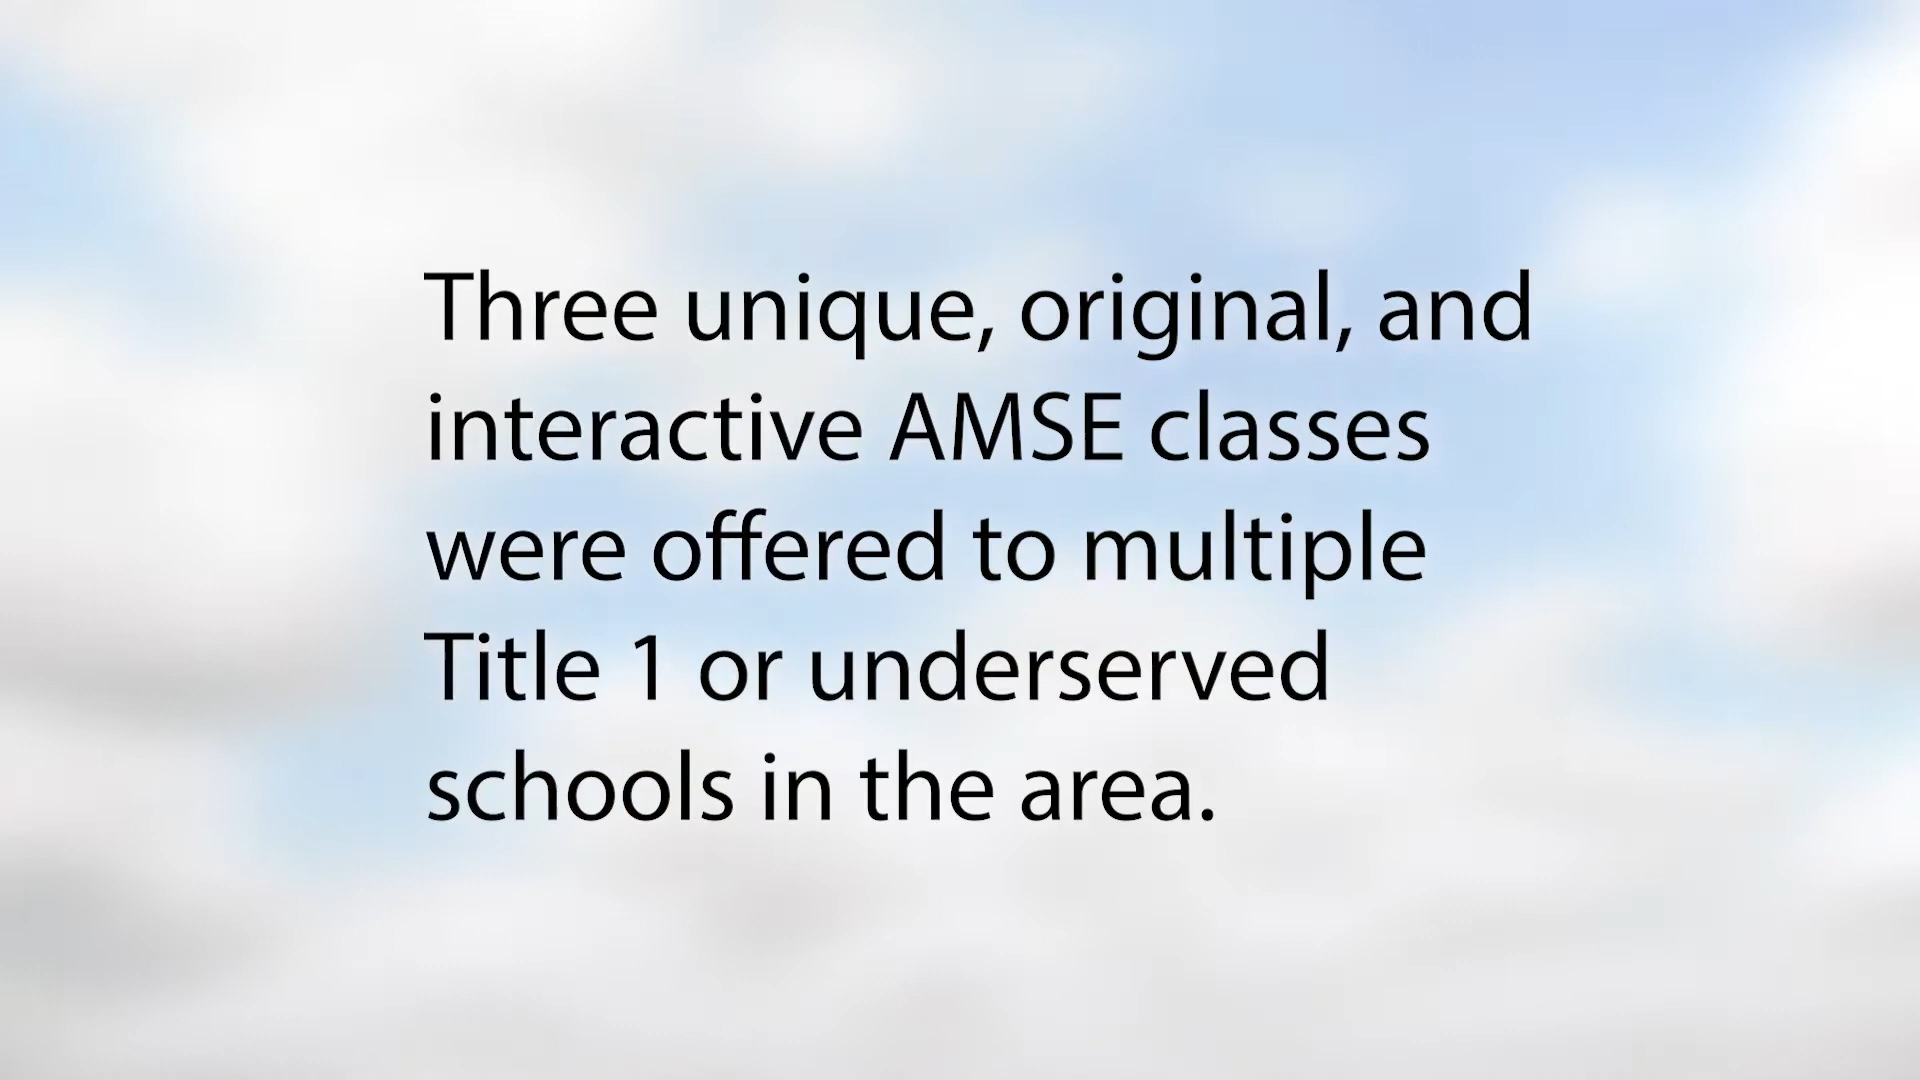 Three unique, original, and
interactive AMSE classes
were offered to multiple
Title 1 or underserved
schools in the area.